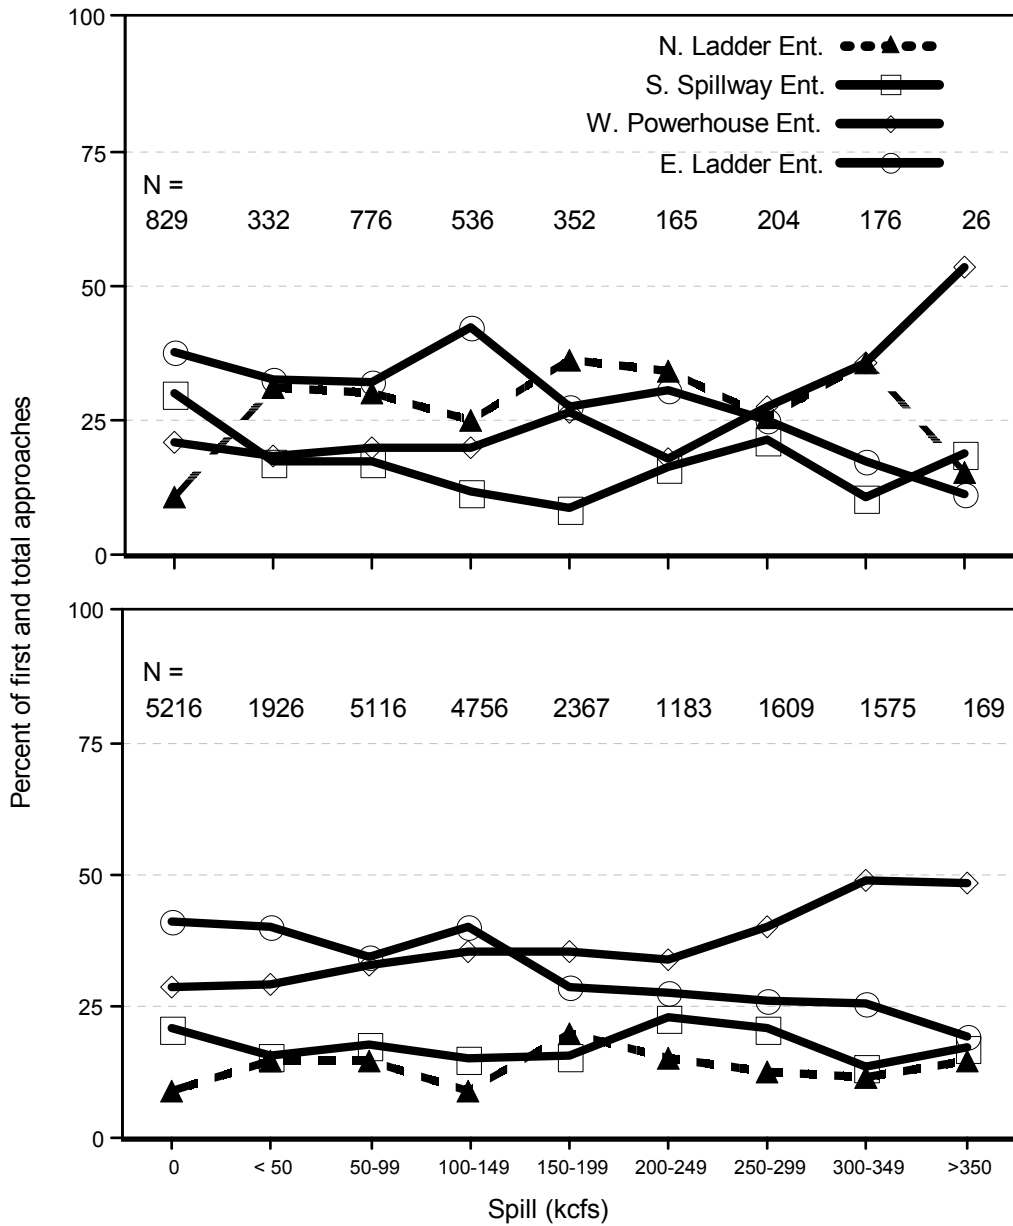 100
N. Ladder Ent.
S. Spillway Ent.
W. Powerhouse Ent.
75
E. Ladder Ent.
N =
829 332 776 536 352 165 204 176 26
50
25
0
Percent of first and total approaches
100
N =
5216 1926 5116 4756 2367 1183 1609 1575 169
75
50
25
0
0 < 50 50-99 100-149 150-199 200-249 250-299 300-349 >350
Spill (kcfs)